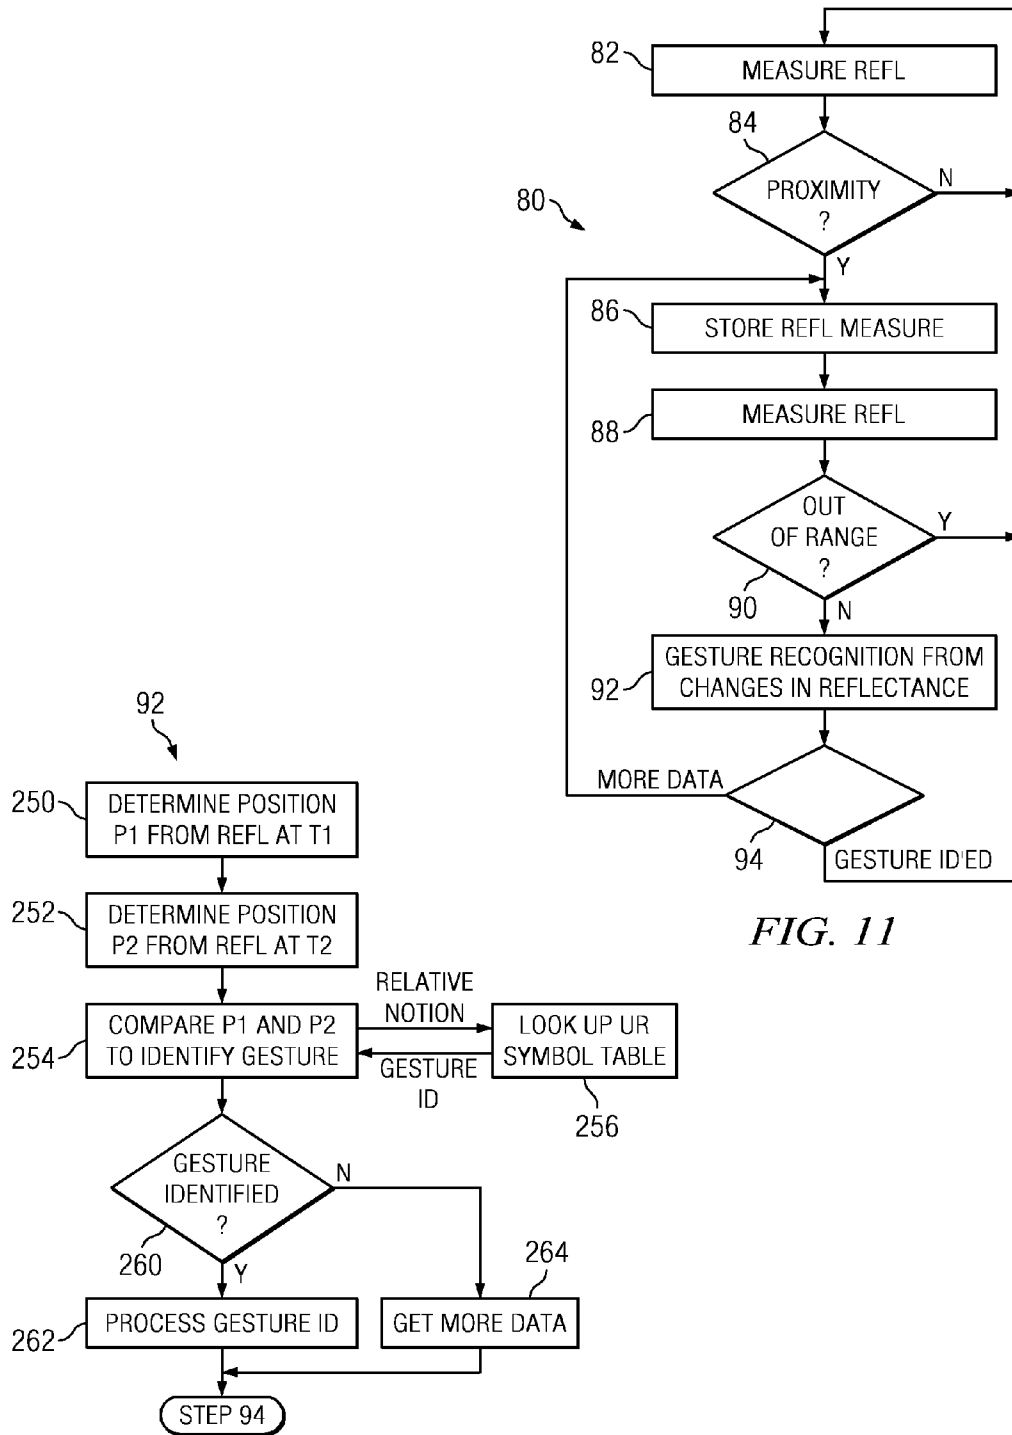 82
MEASURE REFL
84
PROXIMITY
?
N
80
Y
86
STORE REFL MEASURE
88
MEASURE REFL
OUT
OF RANGE
?
Y
90
N
92
GESTURE RECOGNITION FROM
CHANGES IN REFLECTANCE
MORE DATA
94
GESTURE ID'ED
FIG. 11
92
250
DETERMINE POSITION
P1 FROM REFL AT T1
252
DETERMINE POSITION
P2 FROM REFL AT T2
254
COMPARE P1 AND P2
TO IDENTIFY GESTURE
RELATIVE
NOTION
GESTURE
ID
LOOK UP UR
SYMBOL TABLE
256
GESTURE
IDENTIFIED
?
N
260
Y
264
262
PROCESS GESTURE ID
GET MORE DATA
STEP 94